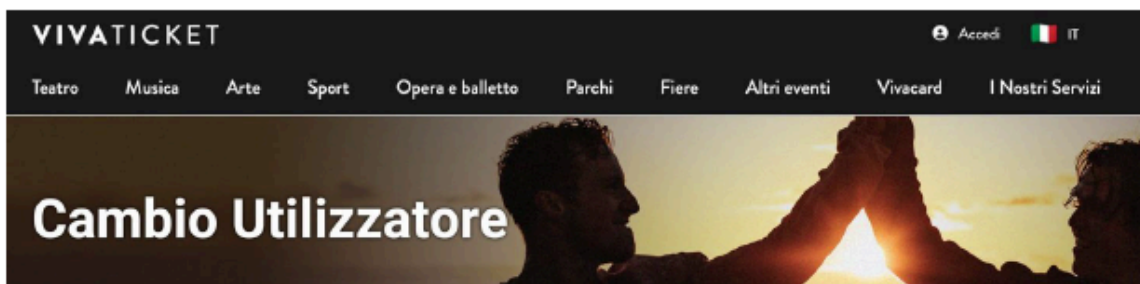 VIVATICKET
Accedi IT
Teatro Musica Arte Sport Opera e balletto Parchi Fiere Altri eventi Vivacard I Nostri Servizi
Cambio Utilizzatore